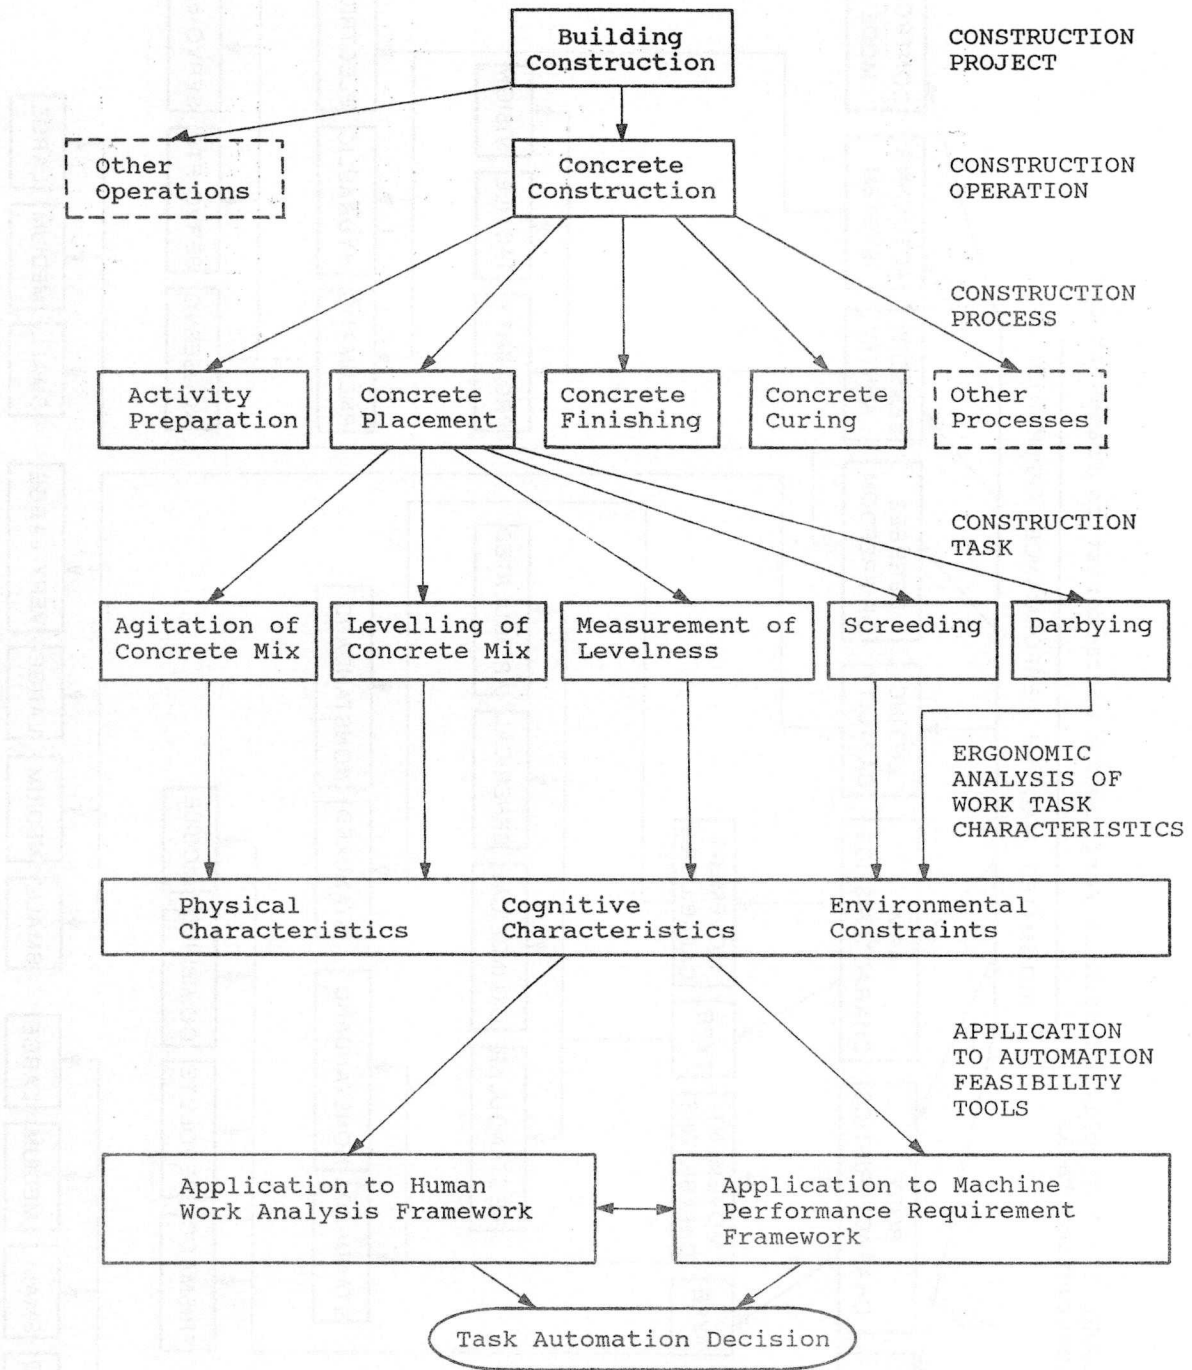 Building
Construction
CONSTRUCTION
PROJECT
Other
Operations
Concrete
Construction
CONSTRUCTION
OPERATION
CONSTRUCTION
PROCESS
Activity
Preparation
Concrete
Placement
Concrete
Finishing
Concrete
Curing
Other
Processes
CONSTRUCTION
TASK
Agitation of
Concrete Mix
Levelling of
Concrete Mix
Measurement of
Levelness
Screeding
Darbying
ERGONOMIC
ANALYSIS OF
WORK TASK
CHARACTERISTICS
Physical
Characteristics
Cognitive
Characteristics
Environmental
Constraints
APPLICATION
TO AUTOMATION
FEASIBILITY
TOOLS
Application to Human
Work Analysis Framework
Application to Machine
Performance Requirement
Framework
Task Automation Decision